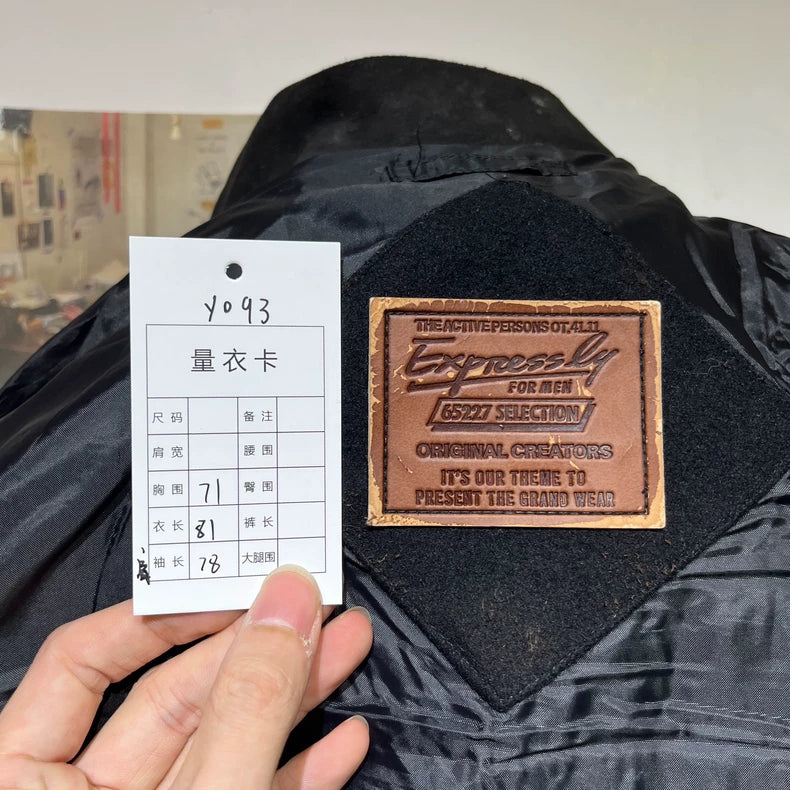 Y093
量衣卡
尺码 备注
肩宽 腰围
胸围 71 臀围
衣长 81 裤长
袖长 78 大腿围
THE ACTIVE PERSONS OT, 41.11
Expressly
FOR MEN
65227 SELECTION
ORIGINAL CREATORS
IT'S OUR THEME TO
PRESENT THE GRAND WEAR